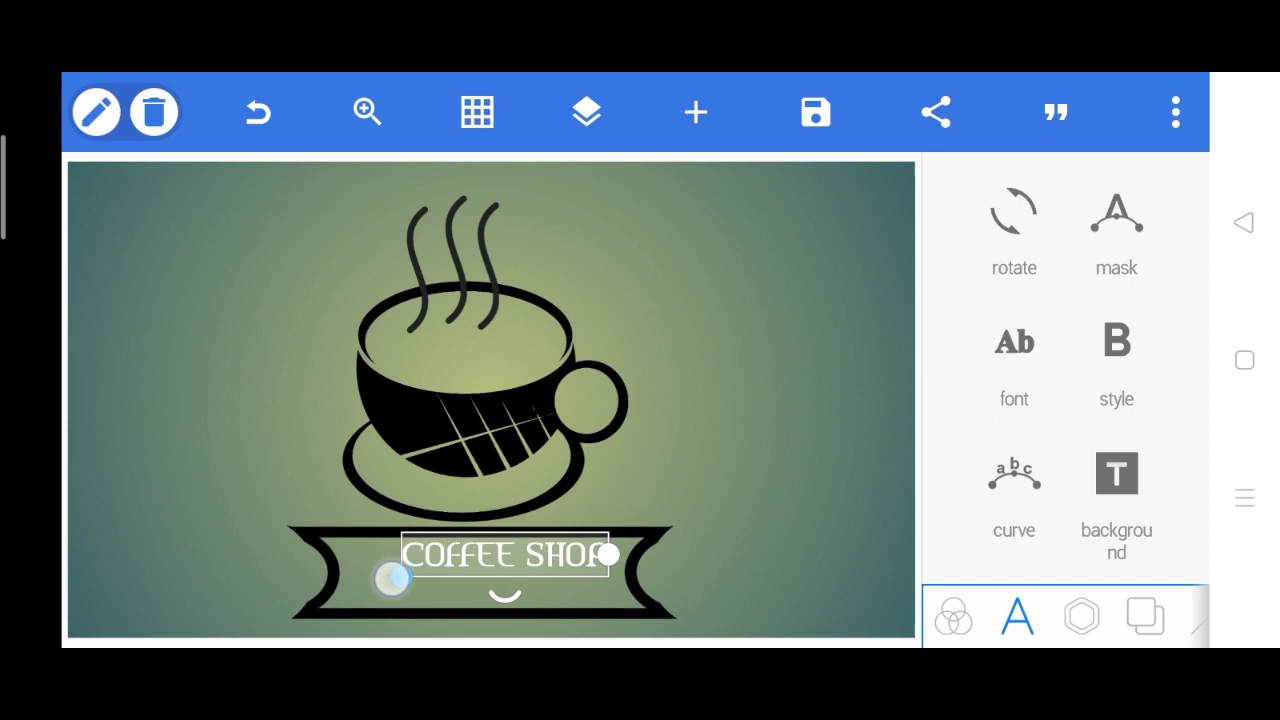 rotate
mask
Ab
B
font
style
abc
T
curve
backgrou
nd
COFFEE SHOP
A